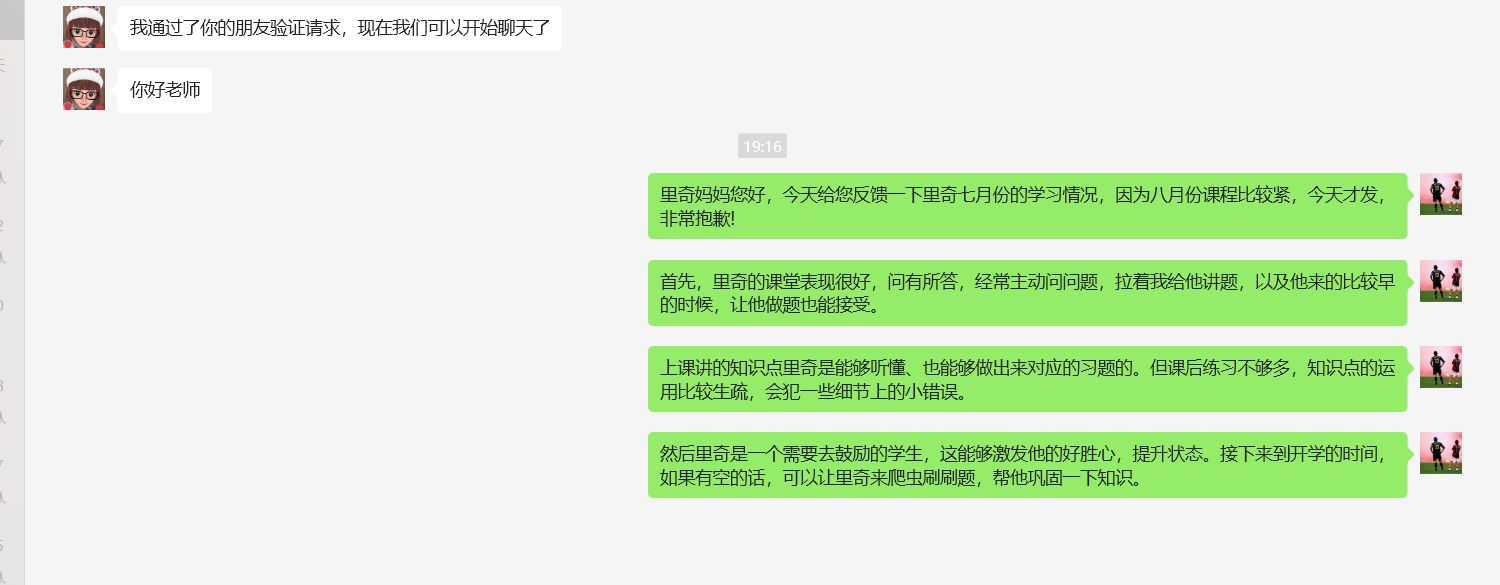 我通过了你的朋友验证请求，现在我们可以开始聊天了
你好老师
19:16
里奇妈妈您好，今天给您反馈一下里奇七月份的学习情况，因为八月份课程比较紧，今天才发，
非常抱歉!
首先，里奇的课堂表现很好，问有所答，经常主动问问题，拉着我给他讲题，以及他来的比较早
的时候，让他做题也能接受。
上课讲的知识点里奇是能够听懂、也能够做出来对应的习题的。但课后练习不够多，知识点的运
用比较生疏，会犯一些细节上的小错误。
然后里奇是一个需要去鼓励的学生，这能够激发他的好胜心，提升状态。接下来到开学的时间，
如果有空的话，可以让里奇来爬虫刷刷题，帮他巩固一下知识。